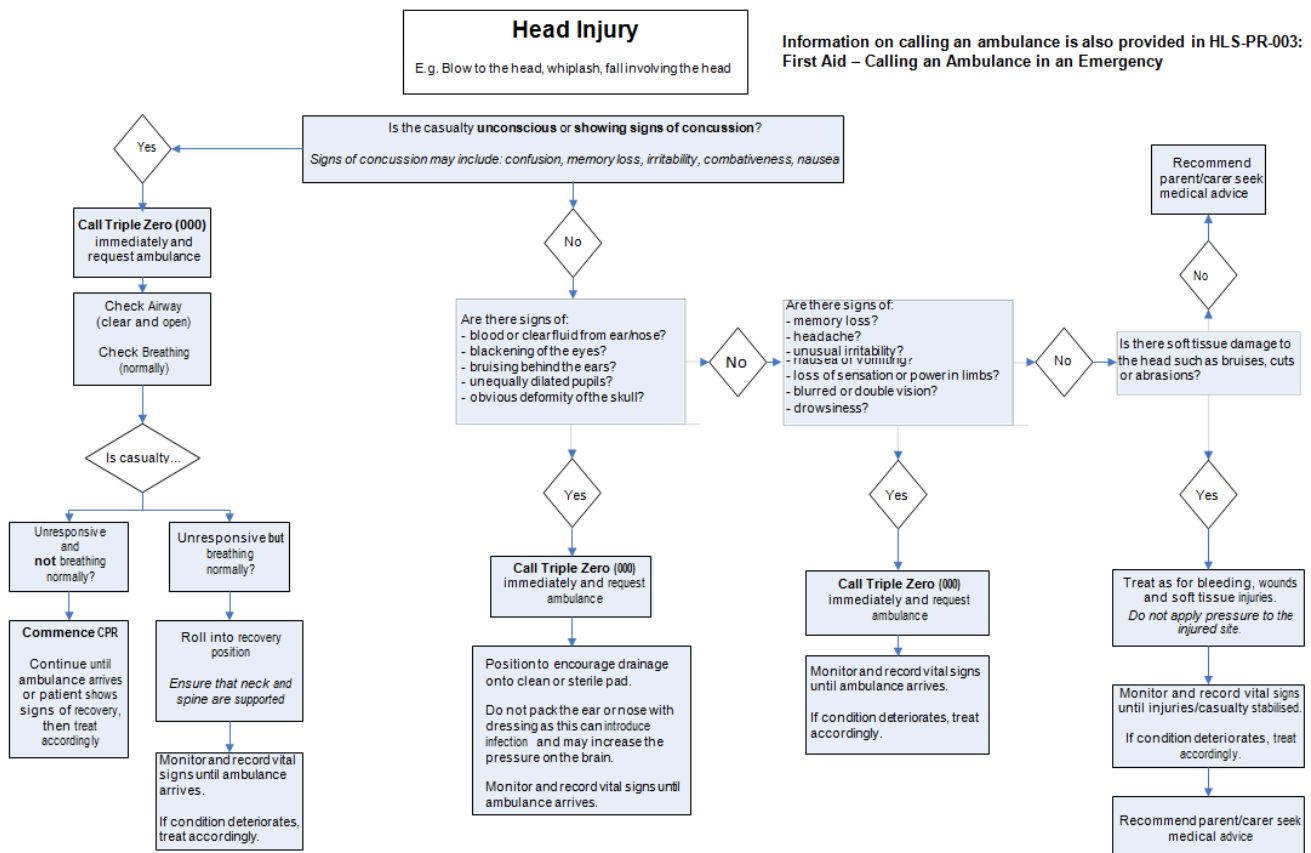 Head Injury
E.g. Blow to the head, whiplash, fall involving the head
Information on calling an ambulance is also provided in HLS-PR-003:
First Aid – Calling an Ambulance in an Emergency
Is the casualty unconscious or showing signs of concussion?
Signs of concussion may include: confusion, memory loss, irritability, combativeness, nausea
Yes
Call Triple Zero (000)
immediately and
request ambulance
Check Airway
(clear and open)
Check Breathing
(normally)
Is casualty...
Unresponsive
and
not breathing
normally?
Commence CPR
Continue until
ambulance arrives
or patient shows
signs of recovery,
then treat
accordingly
Unresponsive but
breathing
normally?
Roll into recovery
position
Ensure that neck and
spine are supported
Monitor and record vital
signs until ambulance
arrives.
If condition deteriorates,
treat accordingly.
No
Are there signs of:
- blood or clear fluid from ear/nose?
- blackening of the eyes?
- bruising behind the ears?
- unequally dilated pupils?
- obvious deformity of the skull?
Yes
Call Triple Zero (000)
immediately and request
ambulance
Position to encourage drainage
onto clean or sterile pad.
Do not pack the ear or nose with
dressing as this can introduce
infection and may increase the
pressure on the brain.
Monitor and record vital signs until
ambulance arrives.
No
Are there signs of:
- memory loss?
- headache?
- unusual irritability?
- nausea or vomiting?
- loss of sensation or power in limbs?
- blurred or double vision?
- drowsiness?
Yes
Call Triple Zero (000)
immediately and request
ambulance
Monitor and record vital signs
until ambulance arrives.
If condition deteriorates, treat
accordingly.
No
Is there soft tissue damage to
the head such as bruises, cuts
or abrasions?
No
Recommend
parent/carer seek
medical advice
Yes
Treat as for bleeding, wounds
and soft tissue injuries.
Do not apply pressure to the
injured site.
Monitor and record vital signs
until injuries/casualty stabilised.
If condition deteriorates, treat
accordingly.
Recommend parent/carer seek
medical advice